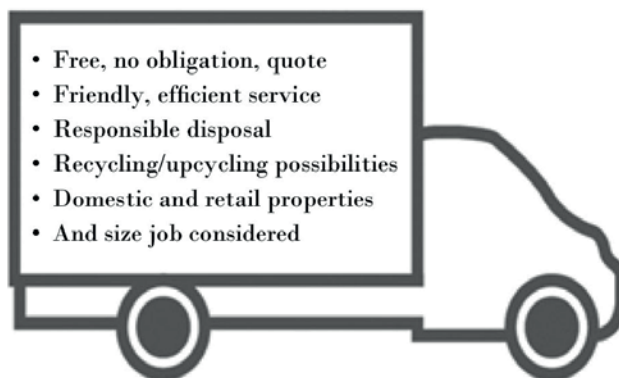 • Free, no obligation, quote
• Friendly, efficient service
• Responsible disposal
• Recycling/upcycling possibilities
• Domestic and retail properties
• And size job considered